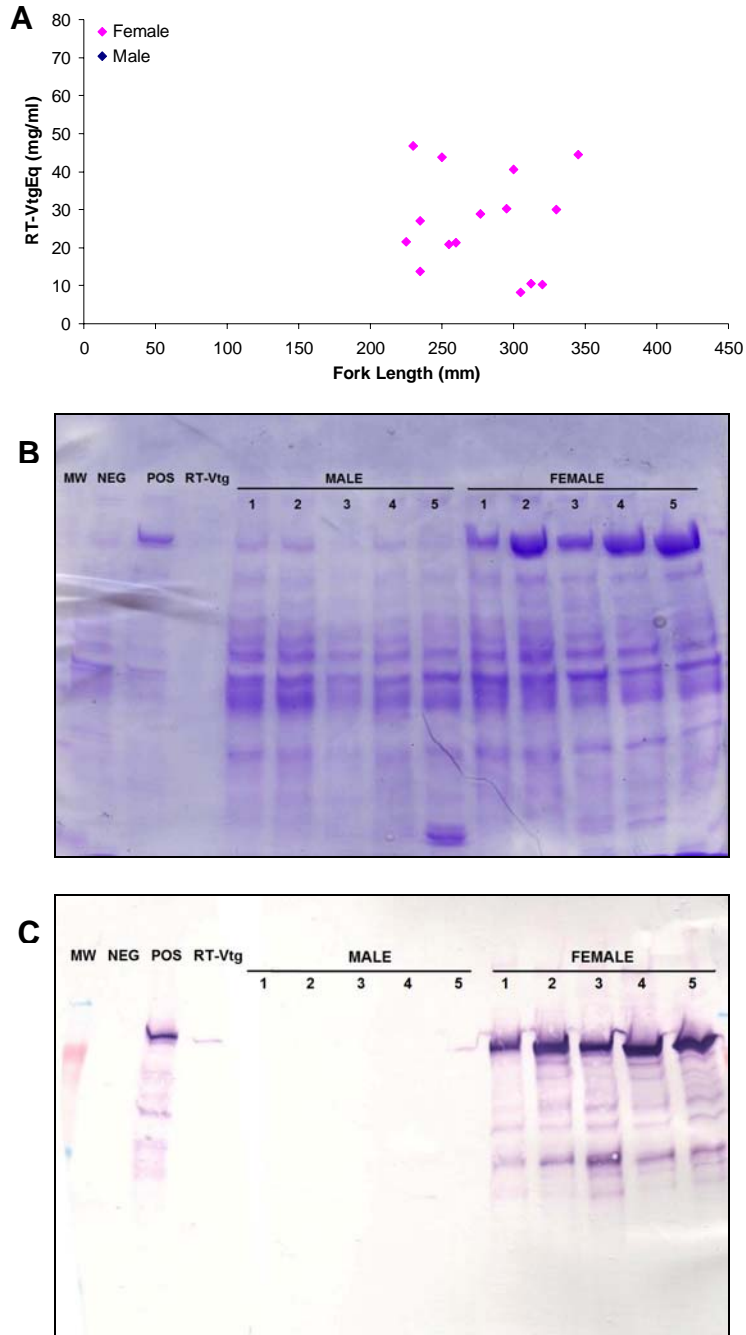 A
80
70
60
50
40
30
20
10
0
RT-VtgEq (mg/ml)
Female
Male
0 50 100 150 200 250 300 350 400 450
Fork Length (mm)
B
MW NEG POS RT-Vtg MALE FEMALE
1 2 3 4 5 1 2 3 4 5
C
MW NEG POS RT-Vtg MALE FEMALE
1 2 3 4 5 1 2 3 4 5